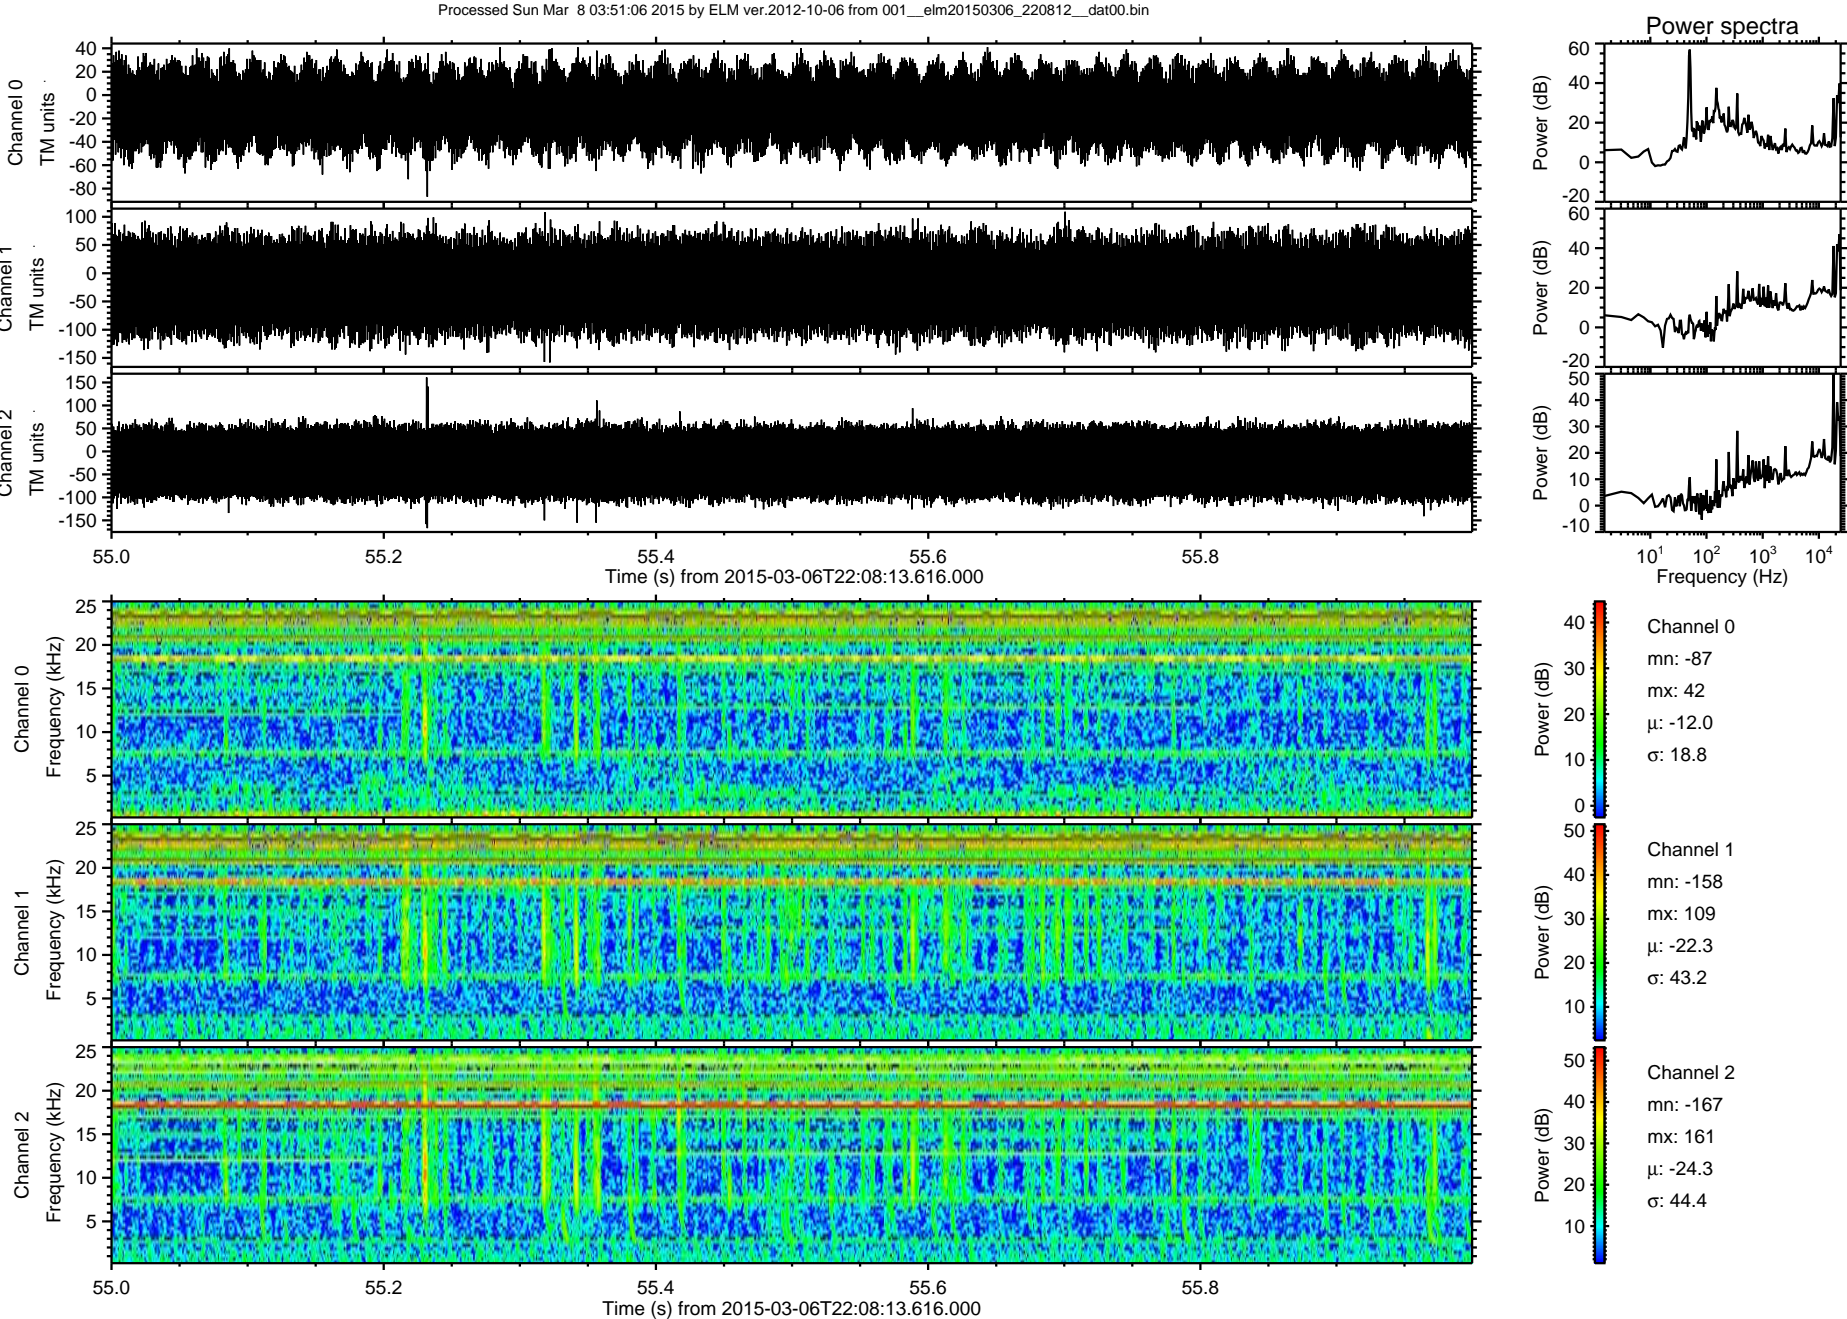 Processed Sun Mar  8 03:51:06 2015 by ELM ver.2012-10-06 from 001__elm20150306_220812__dat00.bin
Power spectra
Channel 0
TM units
40
20
0
-20
-40
-60
-80
Power (dB)
60
40
20
0
-20
Channel 1
TM units
100
50
0
-50
-100
-150
Power (dB)
60
40
20
0
-20
Channel 2
TM units
150
100
50
0
-50
-100
-150
Power (dB)
50
40
30
20
10
0
-10
55.0 55.2 55.4 55.6 55.8
Time (s) from 2015-03-06T22:08:13.616.000
10^1 10^2 10^3 10^4
Frequency (Hz)
Channel 0
Frequency (kHz)
25
20
15
10
5
Power (dB)
40
30
20
10
0
Channel 0
mn: -87
mx: 42
μ: -12.0
σ: 18.8
Channel 1
Frequency (kHz)
25
20
15
10
5
Power (dB)
50
40
30
20
10
Channel 1
mn: -158
mx: 109
μ: -22.3
σ: 43.2
Channel 2
Frequency (kHz)
25
20
15
10
5
Power (dB)
50
40
30
20
10
Channel 2
mn: -167
mx: 161
μ: -24.3
σ: 44.4
55.0 55.2 55.4 55.6 55.8
Time (s) from 2015-03-06T22:08:13.616.000